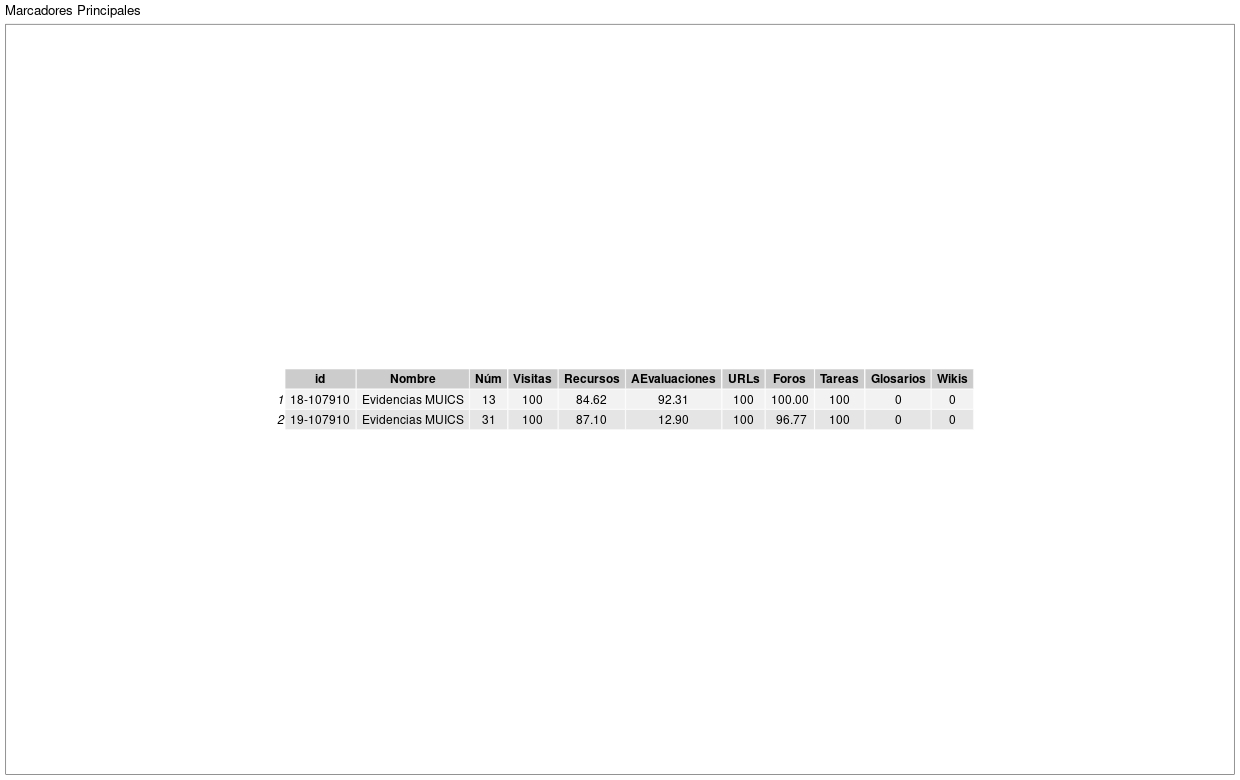 Marcadores Principales
id Nombre Núm Visitas Recursos AEvaluaciones URLs Foros Tareas Glosarios Wikis
1 18-107910 Evidencias MUICS 13 100 84.62 92.31 100 100.00 100 0 0
2 19-107910 Evidencias MUICS 31 100 87.10 12.90 100 96.77 100 0 0